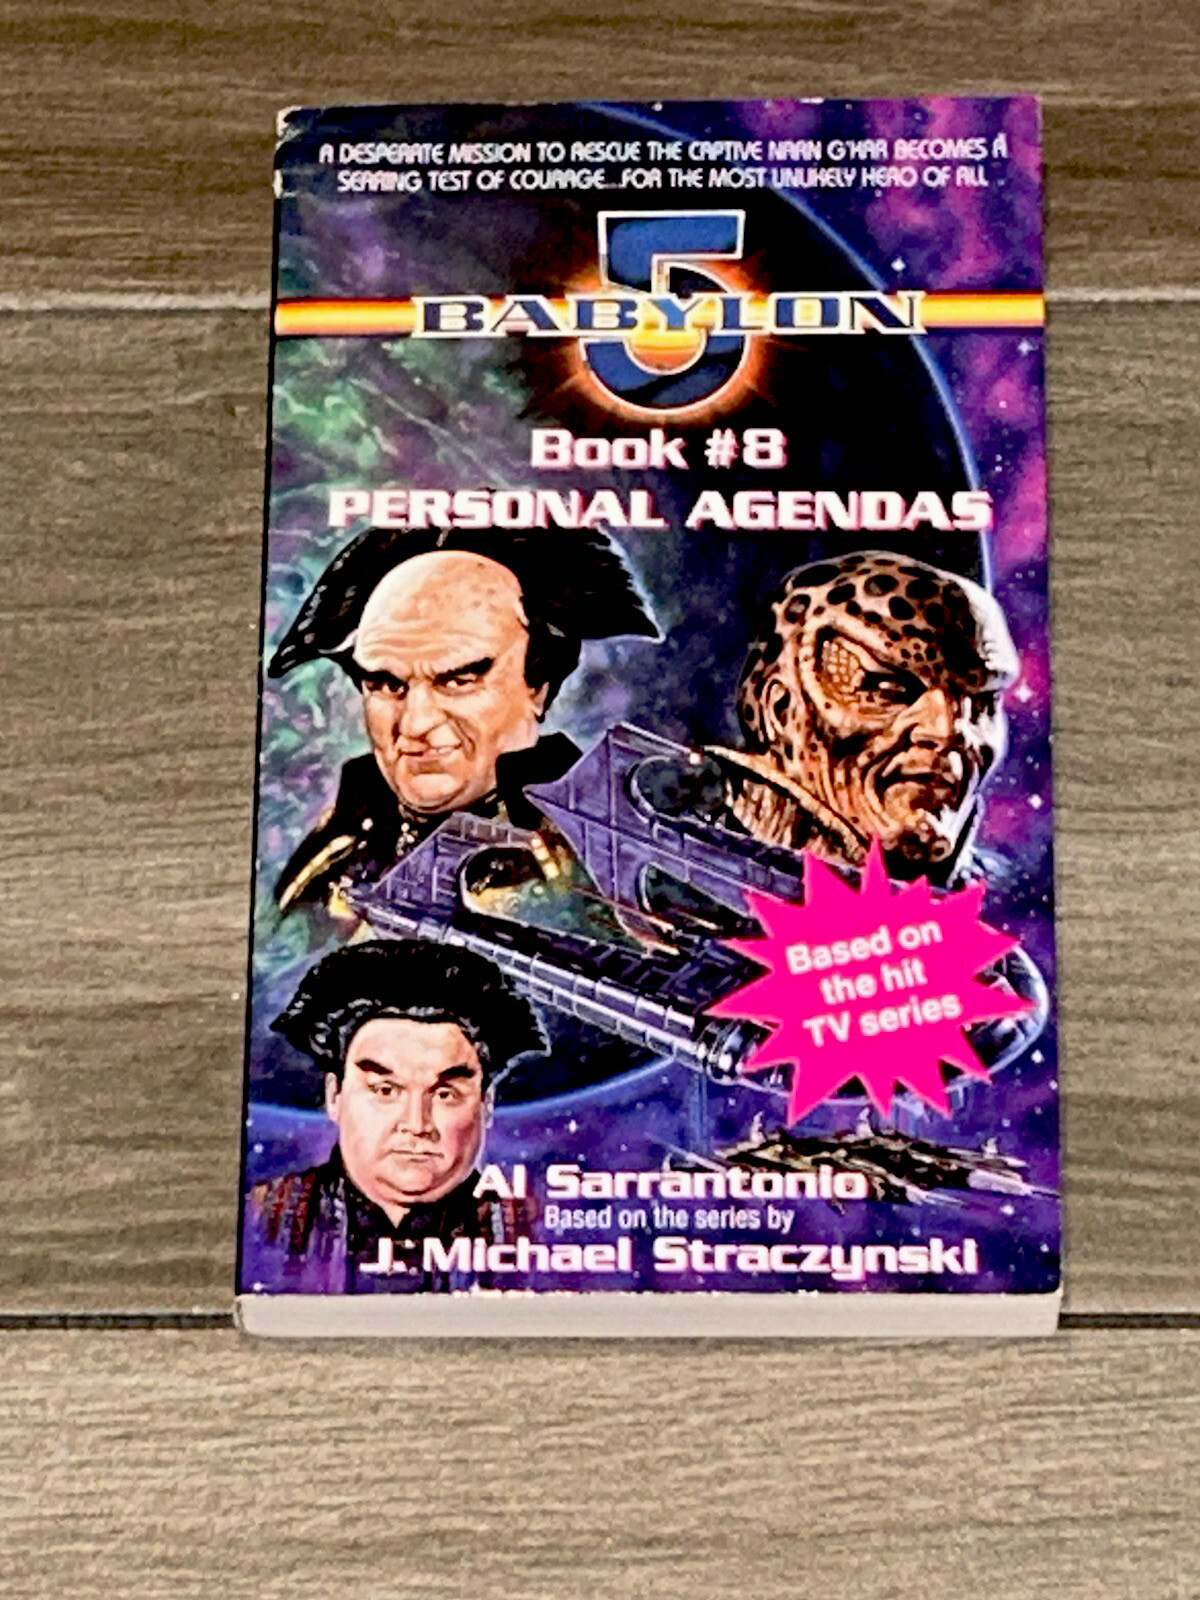 A DESPERATE MISSION TO RESCUE THE CAPTIVE NARN G'KAR BECOMES A
SEARING TEST OF COURAGE...FOR THE MOST UNLIKELY HERO OF ALL
BABYLON
5
Book #8
PERSONAL AGENDAS
Based on
the hit
TV series
Al Sarrantonio
Based on the series by
J. Michael Straczynski